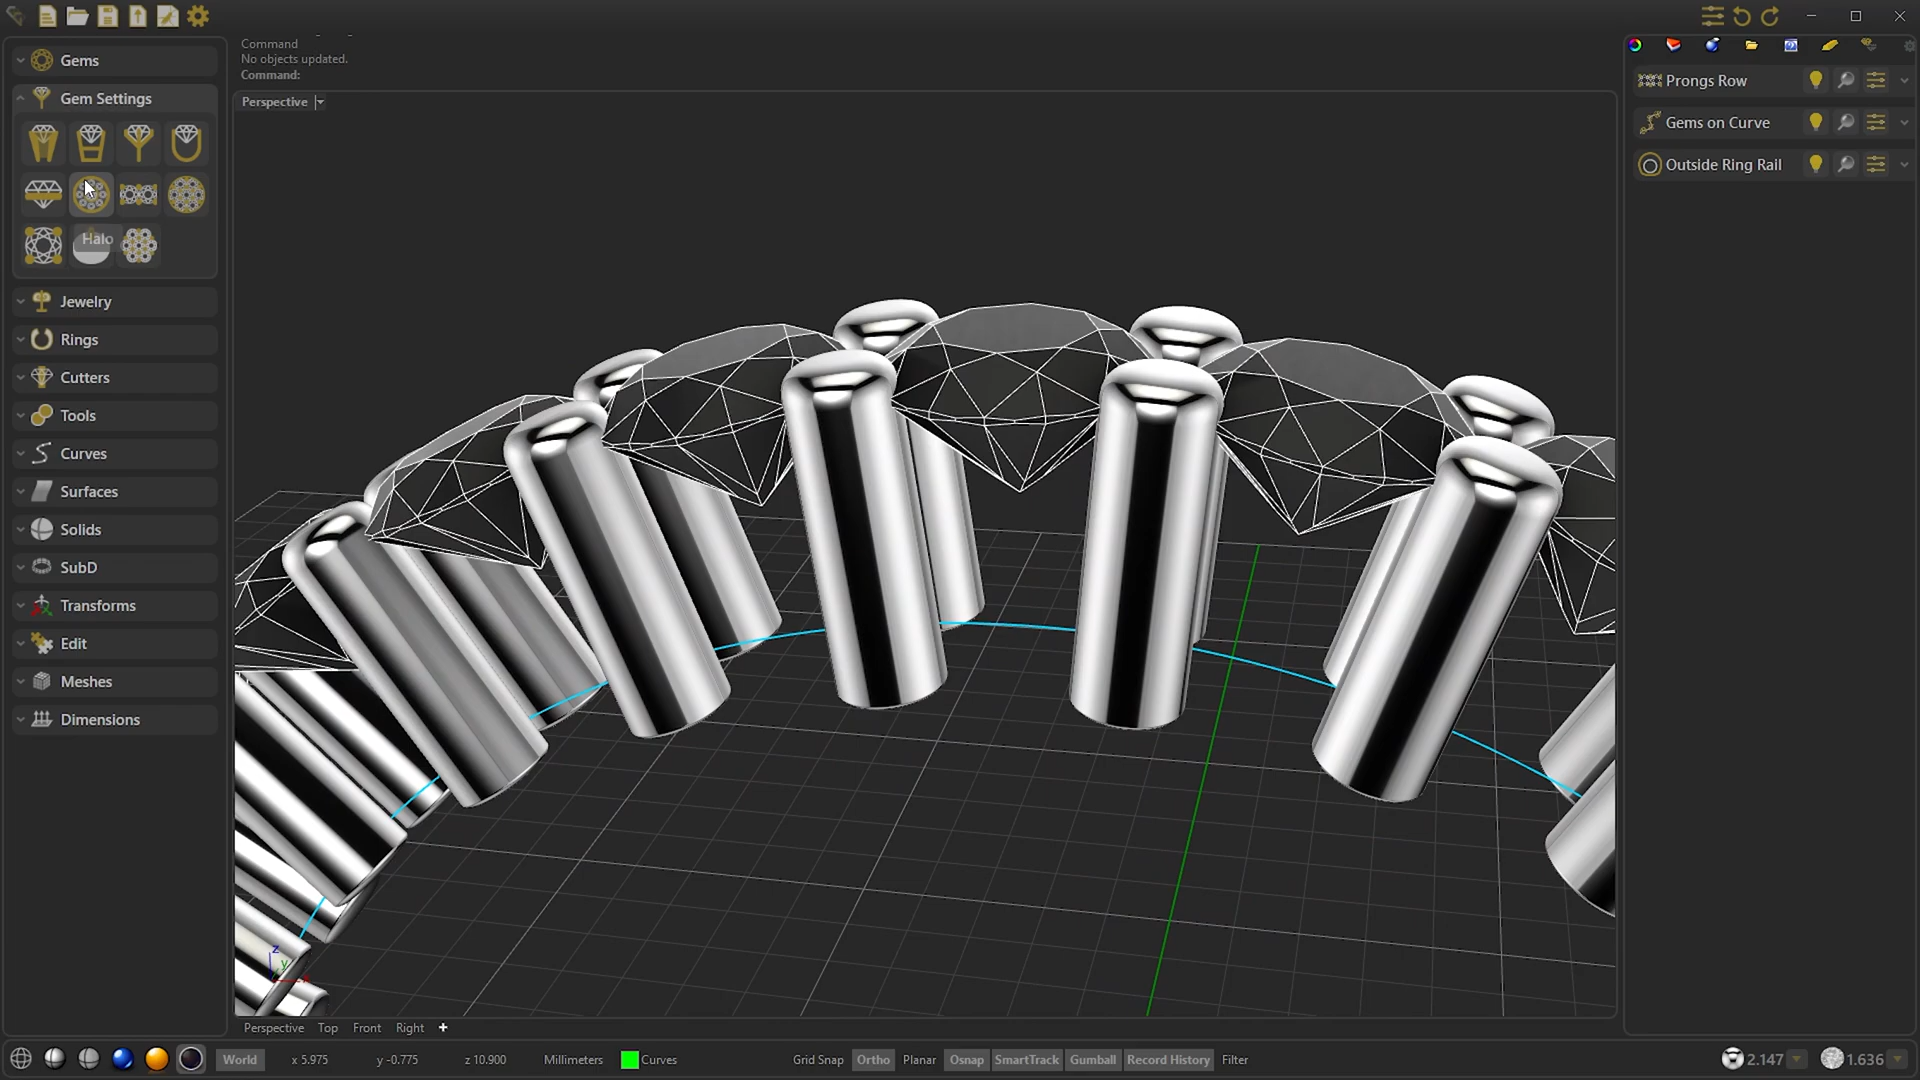 Command
No objects updated.
Command:
Perspective
Gems
Gem Settings
Halo
Jewelry
Rings
Cutters
Tools
Curves
Surfaces
Solids
SubD
Transforms
Edit
Meshes
Dimensions
Prongs Row
Gems on Curve
Outside Ring Rail
z
y
x
Perspective Top Front Right +
World x 5.975 y -0.775 z 10.900 Millimeters Curves Grid Snap Ortho Planar Osnap SmartTrack Gumball Record History Filter 2.147 1.636